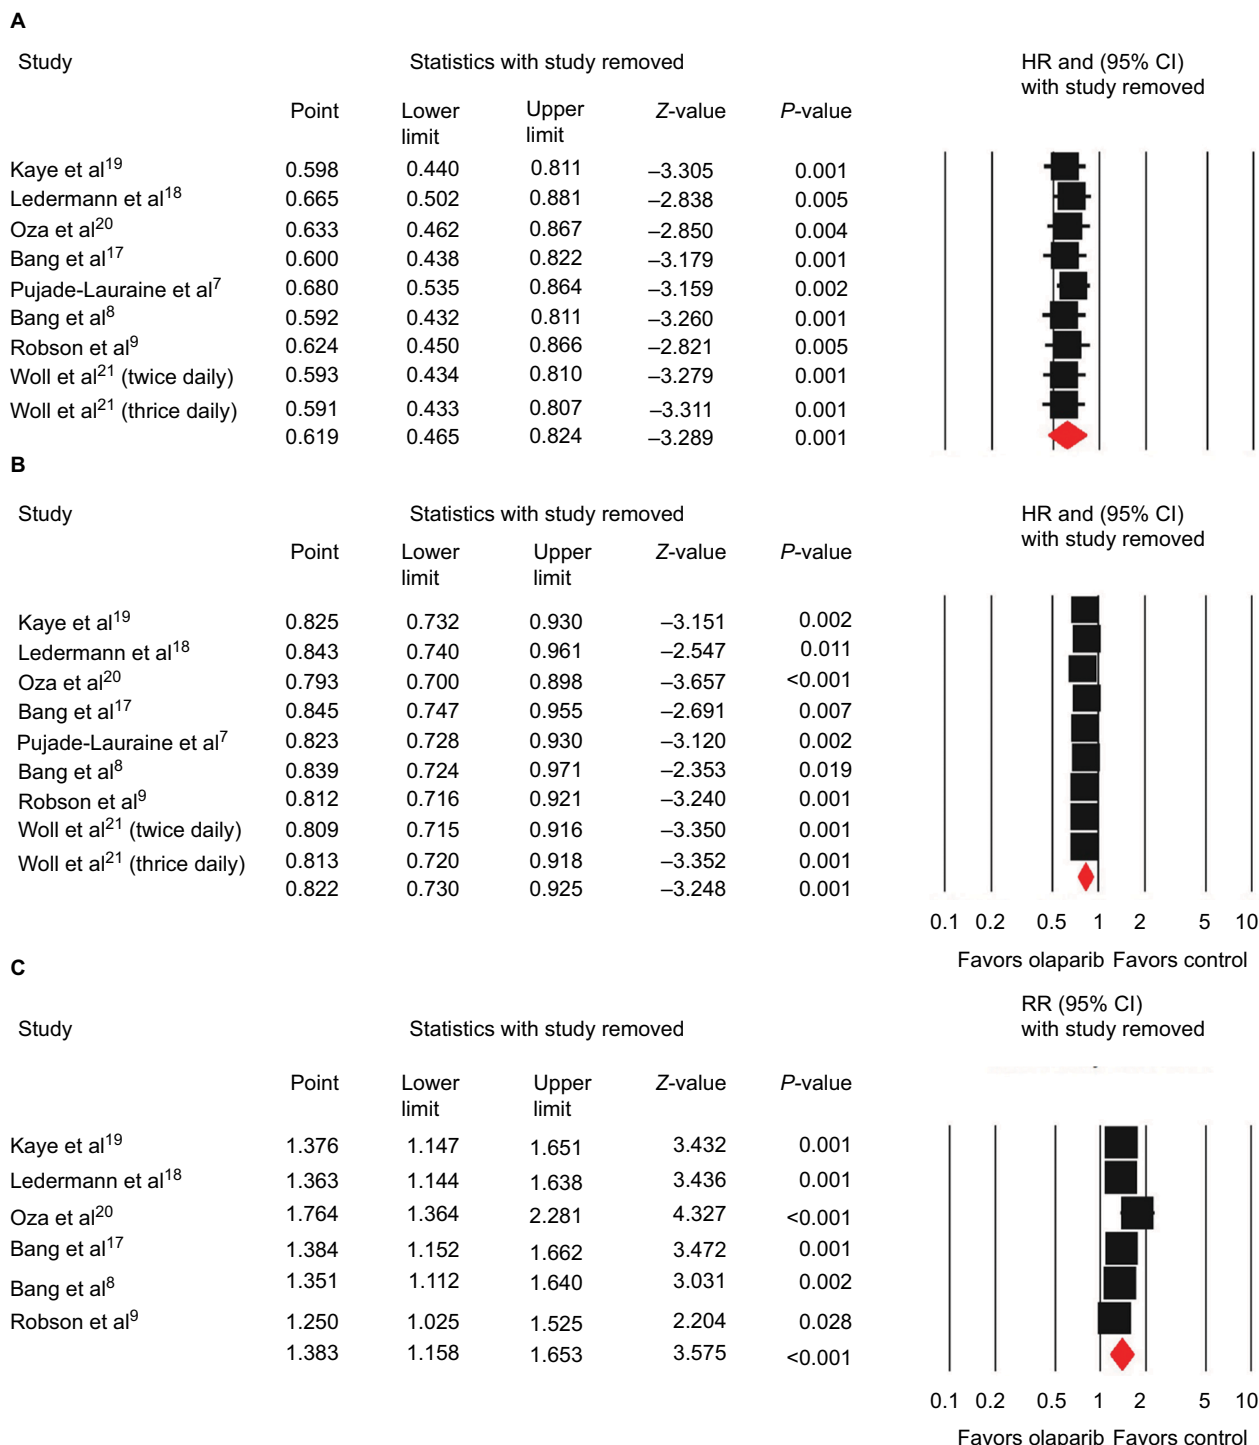 A
Study Statistics with study removed HR and (95% CI)
with study removed
Point Lower Upper Z-value P-value
limit limit
Kaye et al19 0.598 0.440 0.811 –3.305 0.001
Ledermann et al18 0.665 0.502 0.881 –2.838 0.005
Oza et al20 0.633 0.462 0.867 –2.850 0.004
Bang et al17 0.600 0.438 0.822 –3.179 0.001
Pujade-Lauraine et al7 0.680 0.535 0.864 –3.159 0.002
Bang et al8 0.592 0.432 0.811 –3.260 0.001
Robson et al9 0.624 0.450 0.866 –2.821 0.005
Woll et al21 (twice daily) 0.593 0.434 0.810 –3.279 0.001
Woll et al21 (thrice daily) 0.591 0.433 0.807 –3.311 0.001
0.619 0.465 0.824 –3.289 0.001
B
Study Statistics with study removed HR and (95% CI)
with study removed
Point Lower Upper Z-value P-value
limit limit
Kaye et al19 0.825 0.732 0.930 –3.151 0.002
Ledermann et al18 0.843 0.740 0.961 –2.547 0.011
Oza et al20 0.793 0.700 0.898 –3.657 <0.001
Bang et al17 0.845 0.747 0.955 –2.691 0.007
Pujade-Lauraine et al7 0.823 0.728 0.930 –3.120 0.002
Bang et al8 0.839 0.724 0.971 –2.353 0.019
Robson et al9 0.812 0.716 0.921 –3.240 0.001
Woll et al21 (twice daily) 0.809 0.715 0.916 –3.350 0.001
Woll et al21 (thrice daily) 0.813 0.720 0.918 –3.352 0.001
0.822 0.730 0.925 –3.248 0.001
0.1 0.2 0.5 1 2 5 10
Favors olaparib Favors control
C
RR (95% CI)
Study Statistics with study removed with study removed
Point Lower Upper Z-value P-value
limit limit
Kaye et al19 1.376 1.147 1.651 3.432 0.001
Ledermann et al18 1.363 1.144 1.638 3.436 0.001
Oza et al20 1.764 1.364 2.281 4.327 <0.001
Bang et al17 1.384 1.152 1.662 3.472 0.001
Bang et al8 1.351 1.112 1.640 3.031 0.002
Robson et al9 1.250 1.025 1.525 2.204 0.028
1.383 1.158 1.653 3.575 <0.001
0.1 0.2 0.5 1 2 5 10
Favors olaparib Favors control